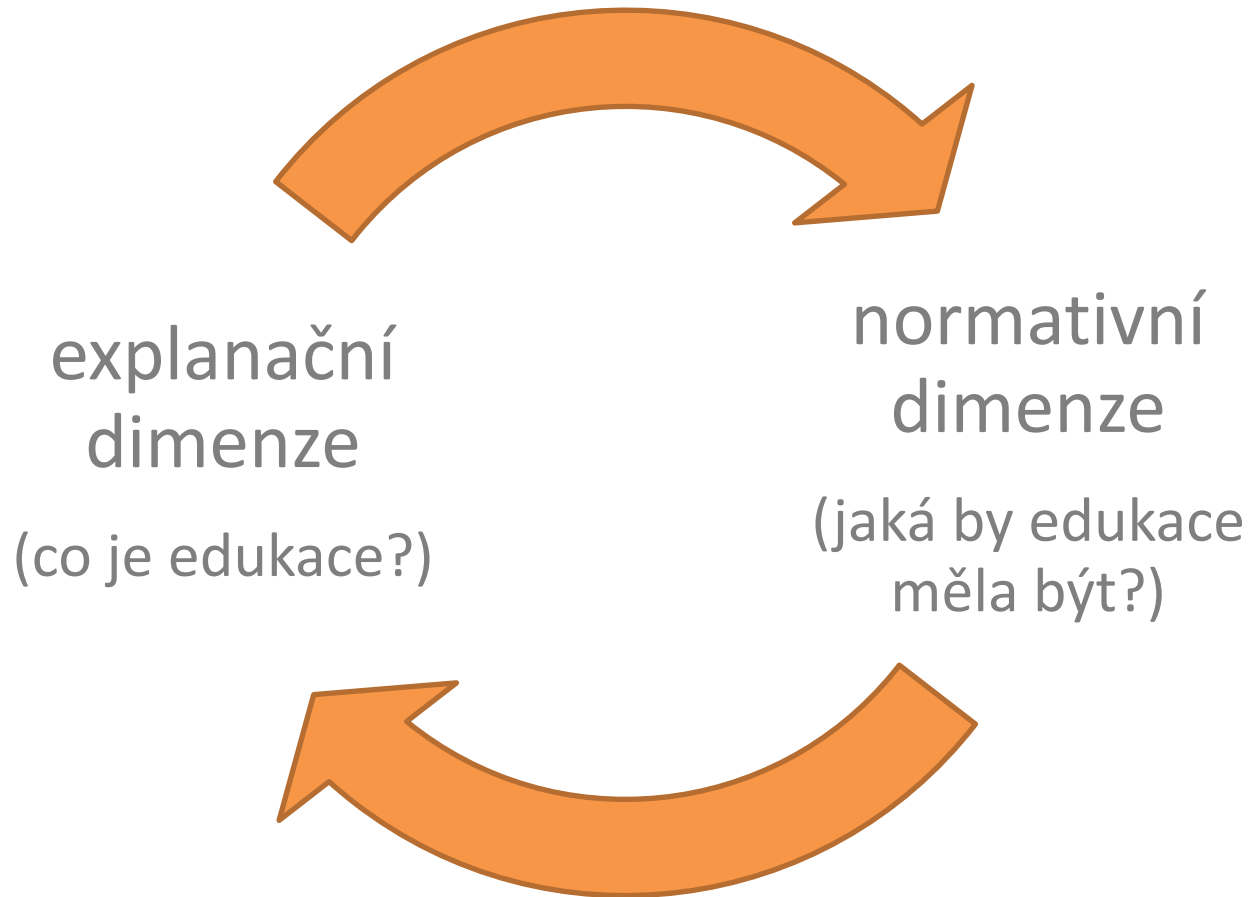 explanační
dimenze
(co je edukace?)
normativní
dimenze
(jaká by edukace
měla být?)